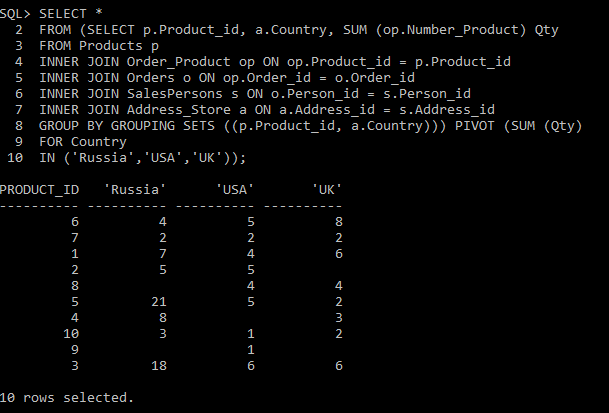 SQL> SELECT *
  2  FROM (SELECT p.Product_id, a.Country, SUM (op.Number_Product) Qty
  3  FROM Products p
  4  INNER JOIN Order_Product op ON op.Product_id = p.Product_id
  5  INNER JOIN Orders o ON op.Order_id = o.Order_id
  6  INNER JOIN SalesPersons s ON o.Person_id = s.Person_id
  7  INNER JOIN Address_Store a ON a.Address_id = s.Address_id
  8  GROUP BY GROUPING SETS ((p.Product_id, a.Country))) PIVOT (SUM (Qty)
  9  FOR Country
 10  IN ('Russia','USA','UK'));
PRODUCT_ID   'Russia'      'USA'       'UK'
---------- ---------- ---------- ----------
         6          4          5          8
         7          2          2          2
         1          7          4          6
         2          5          5
         8                     4          4
         5         21          5          2
         4          8                     3
        10          3          1          2
         9                     1
         3         18          6          6
10 rows selected.